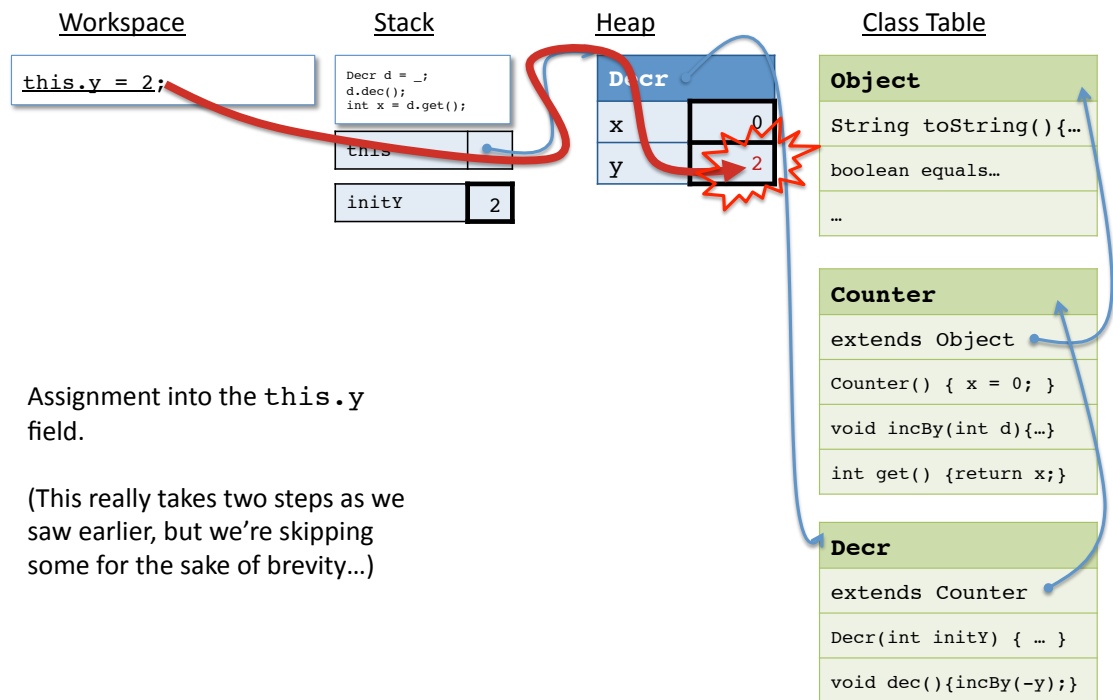 Workspace
Stack
Heap
Class Table
this.y = 2;
Decr d = _;
d.dec();
int x = d.get();
this
initY 2
Decr
x 0
y 2
Object
String toString(){…
boolean equals…
…
Counter
extends Object
Counter() { x = 0; }
void incBy(int d){…}
int get() {return x;}
Decr
extends Counter
Decr(int initY) { … }
void dec(){incBy(-y);}
Assignment into the this.y
field.
(This really takes two steps as we
saw earlier, but we’re skipping
some for the sake of brevity…)